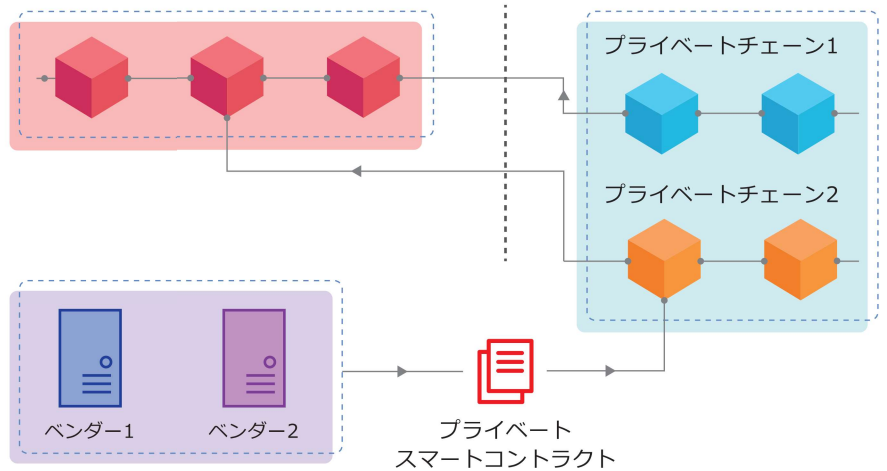 プライベートチェーン1
プライベートチェーン2
ベンダー1
ベンダー2
プライベート
スマートコントラクト